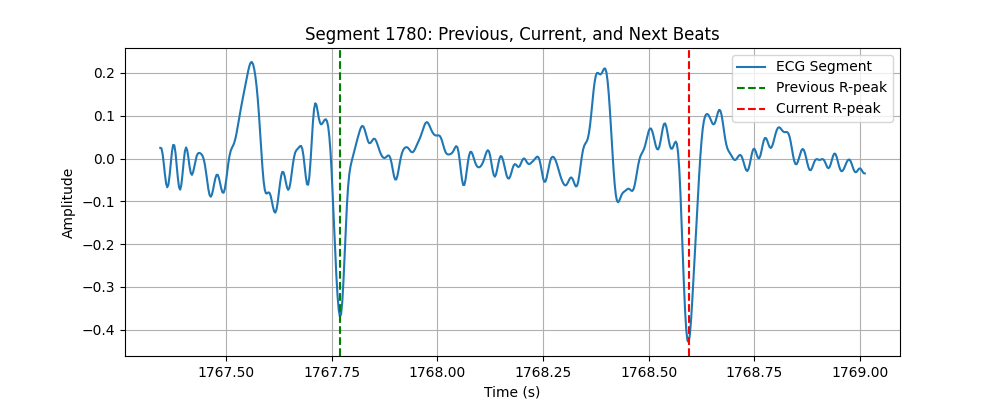 Segment 1780: Previous, Current, and Next Beats
ECG Segment
Previous R-peak
Current R-peak
0.2
0.1
0.0
−0.1
−0.2
−0.3
−0.4
Amplitude
1767.50 1767.75 1768.00 1768.25 1768.50 1768.75 1769.00
Time (s)